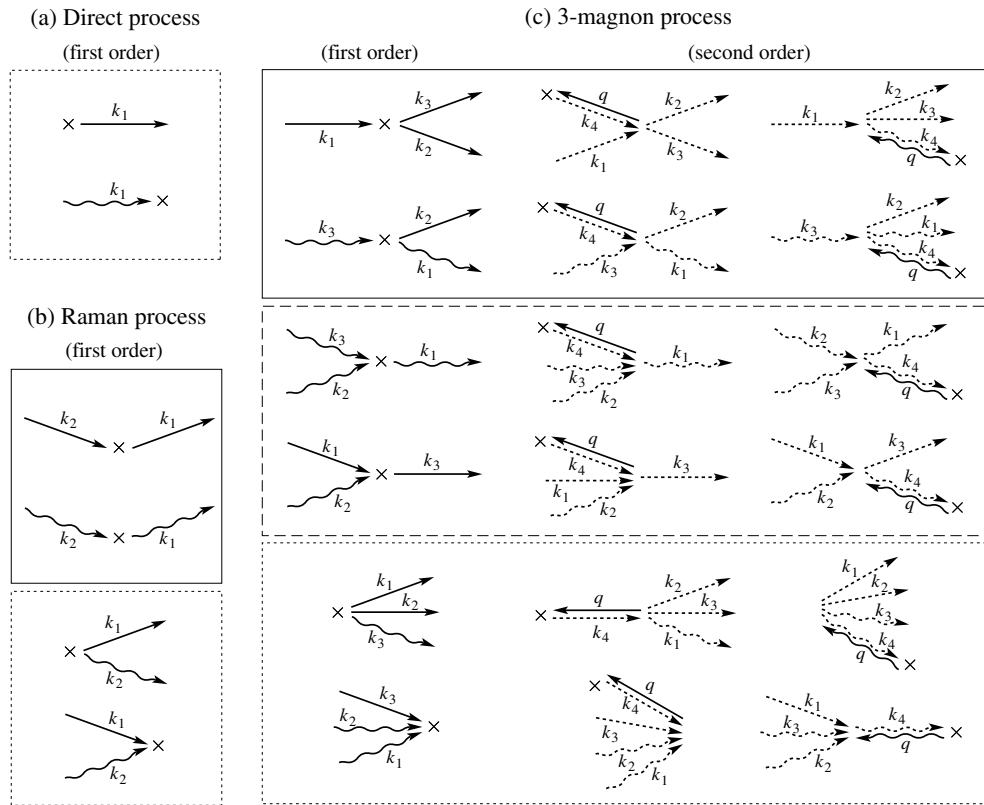 (a) Direct process
(first order)
k1
k1
(b) Raman process
(first order)
k2 k1
k2 k1
k1
k2
k1
k2
(c) 3-magnon process
(first order) (second order)
k1 k3 k2
q k4 k1 k2 k3
k1 k2 k3 k4 q
k3 k2 k1
q k4 k3 k2 k1
k3 k2 k1 k4 q
k3 k2 k1
q k4 k3 k2 k1
k2 k3 k1 k4 q
k1 k2 k3
q k4 k1 k2 k3
k1 k2 k3 k4 q
k1 k2 k3
q k4 k2 k3 k1
k1 k2 k3 k4 q
k3 k2 k1
q k4 k3 k2 k1
k1 k3 k2 k4 q